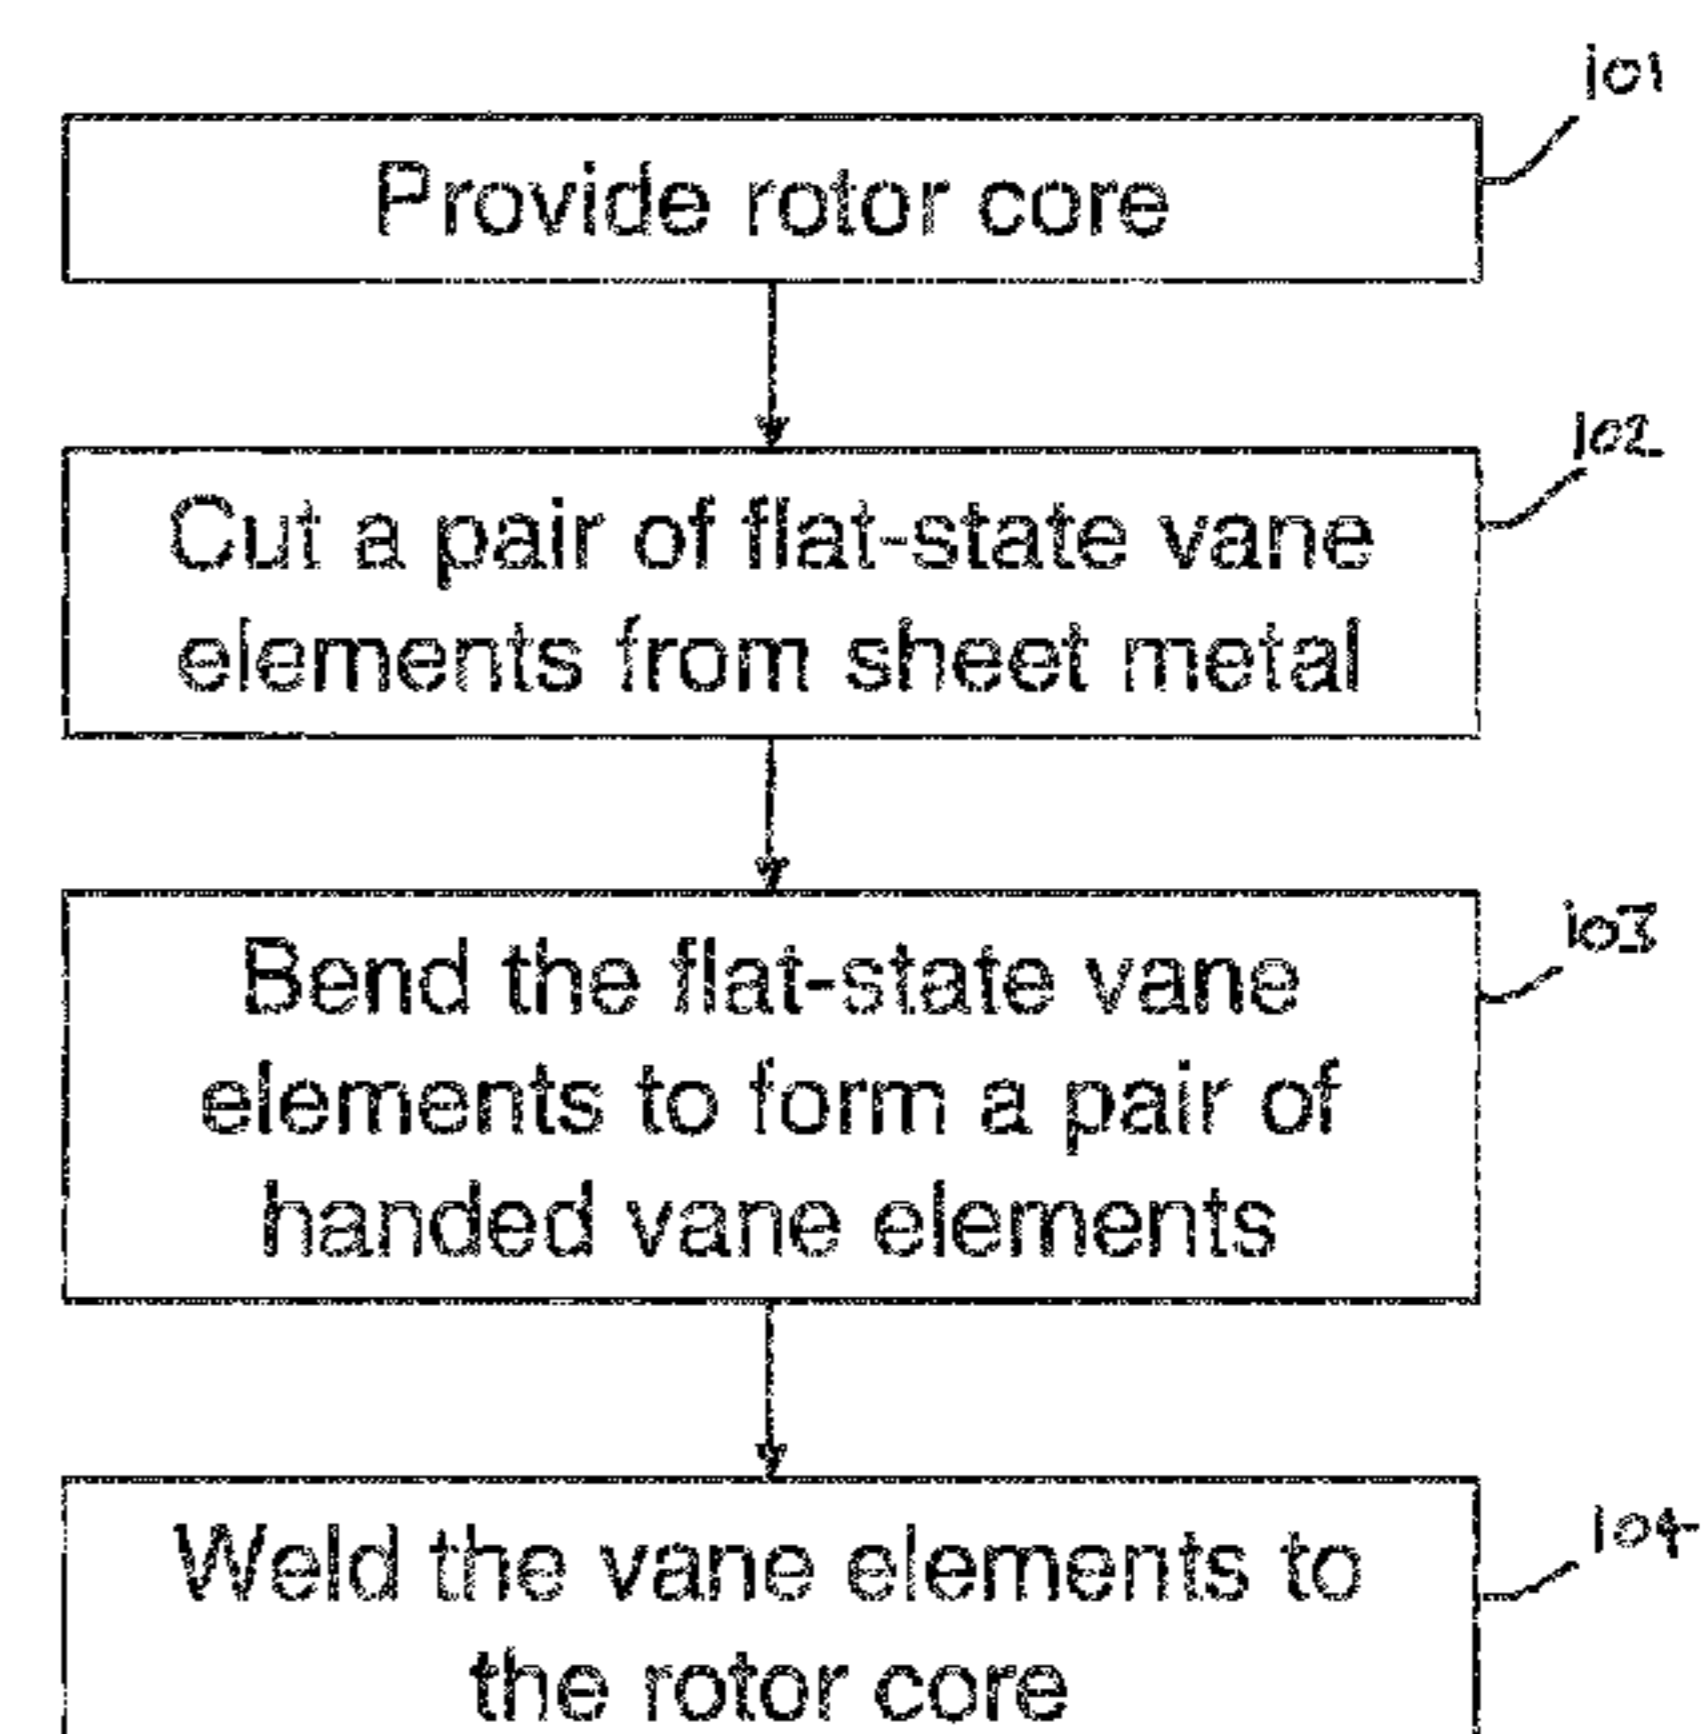 101
Provide rotor core
102
Cut a pair of flat-state vane
elements from sheet metal
103
Bend the flat-state vane
elements to form a pair of
handed vane elements
104
Weld the vane elements to
the rotor core